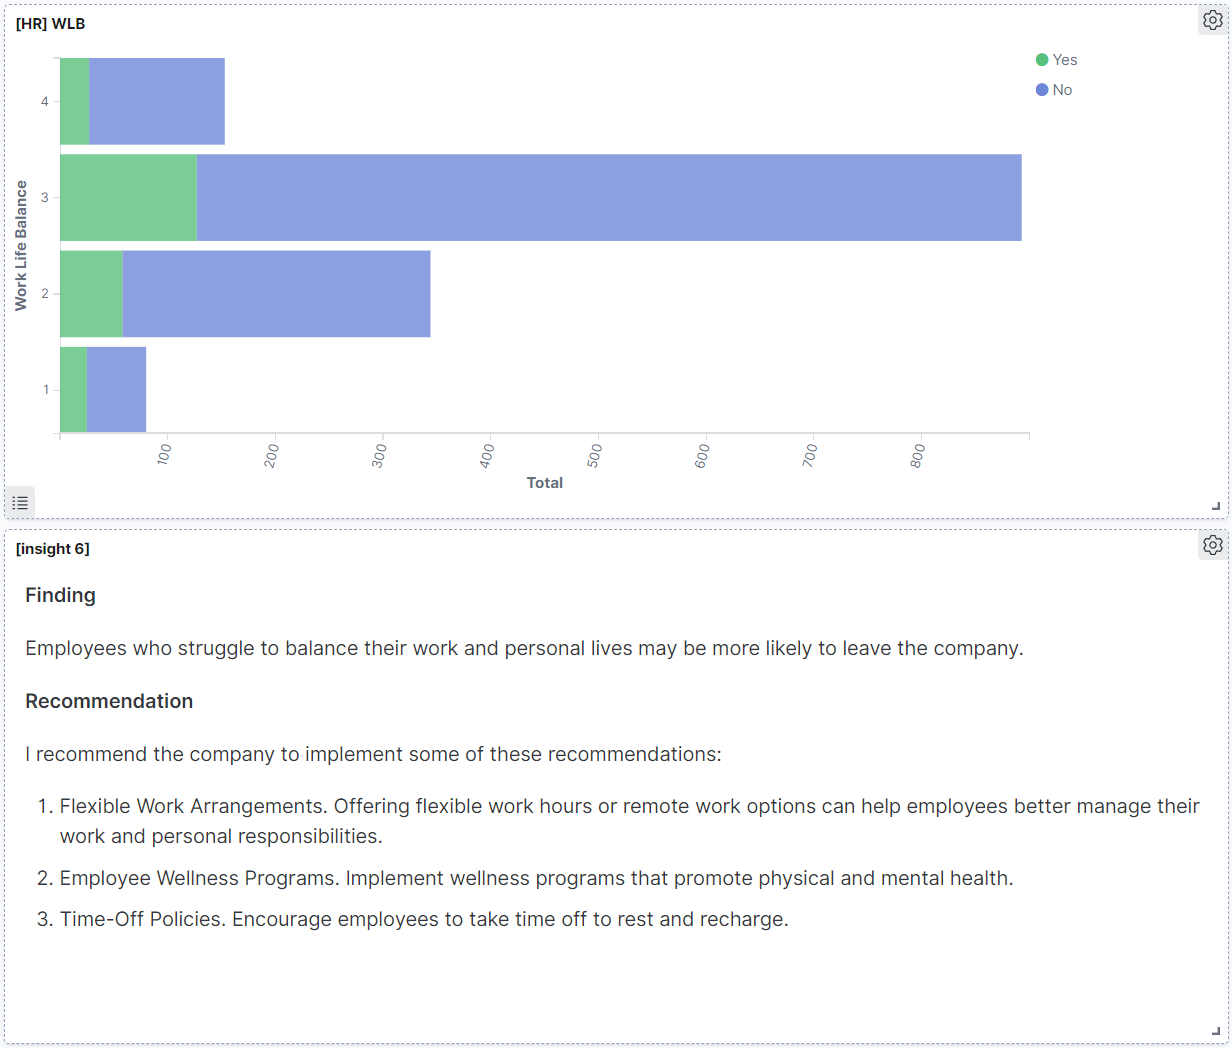 [HR] WLB
Yes
No
Work Life Balance
4
3
2
1
100
200
300
400
500
600
700
800
Total
[insight 6]
Finding
Employees who struggle to balance their work and personal lives may be more likely to leave the company.
Recommendation
I recommend the company to implement some of these recommendations:
1. Flexible Work Arrangements. Offering flexible work hours or remote work options can help employees better manage their
work and personal responsibilities.
2. Employee Wellness Programs. Implement wellness programs that promote physical and mental health.
3. Time-Off Policies. Encourage employees to take time off to rest and recharge.